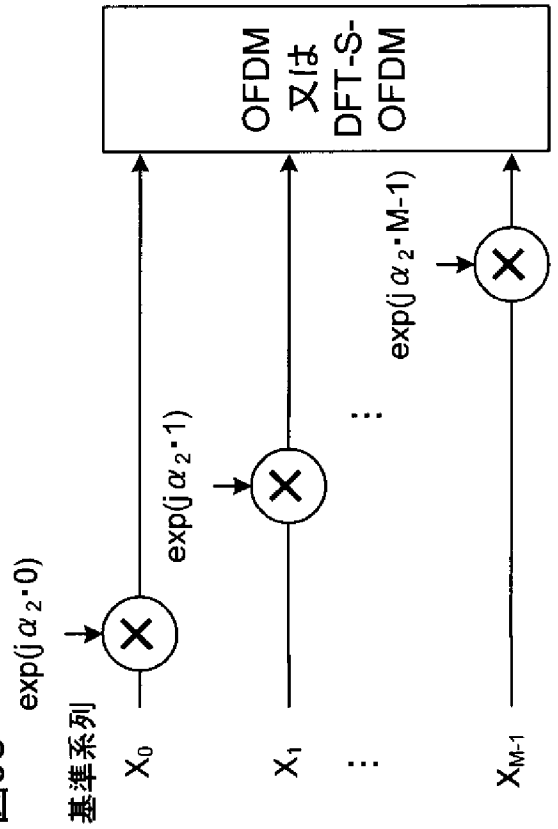 基準系列
exp(jα₂・0)
X₀
exp(jα₂・1)
X₁
⋮
⋮
exp(jα₂・M-1)
X_{M-1}
OFDM
又は
DFT-S-
OFDM